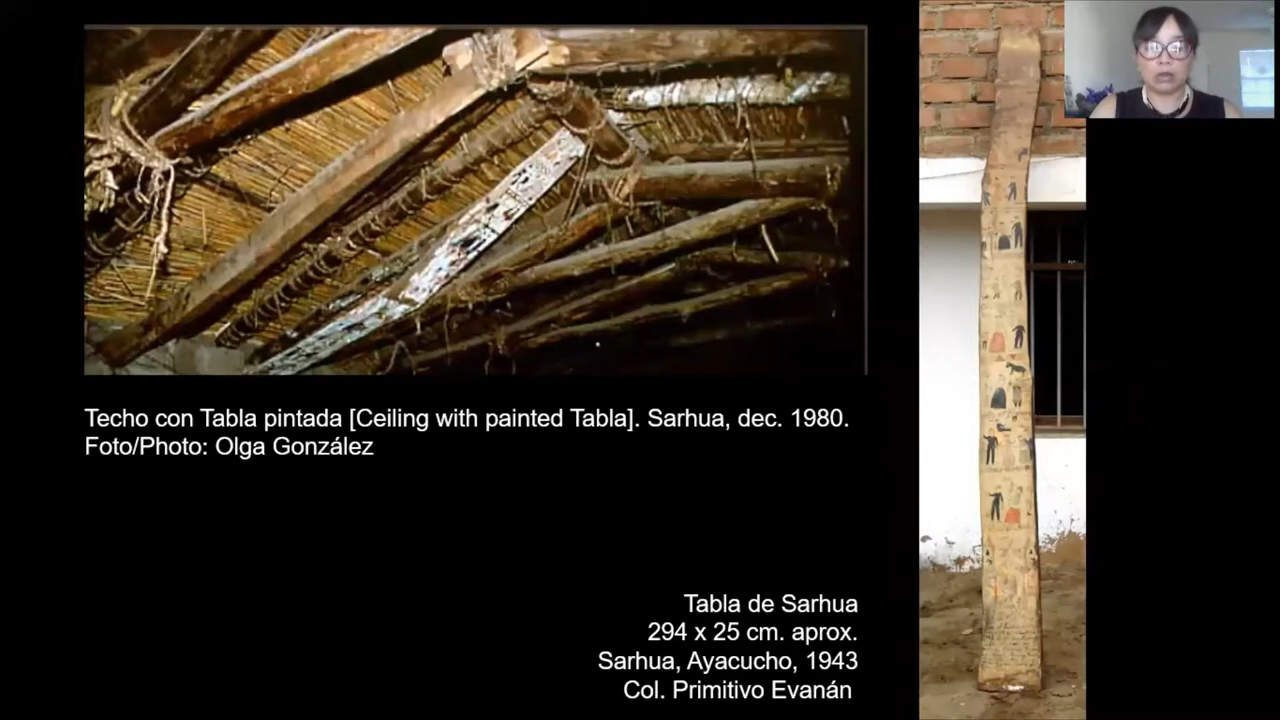 Techo con Tabla pintada [Ceiling with painted Tabla]. Sarhua, dec. 1980.
Foto/Photo: Olga González
Tabla de Sarhua
294 x 25 cm. aprox.
Sarhua, Ayacucho, 1943
Col. Primitivo Evanán